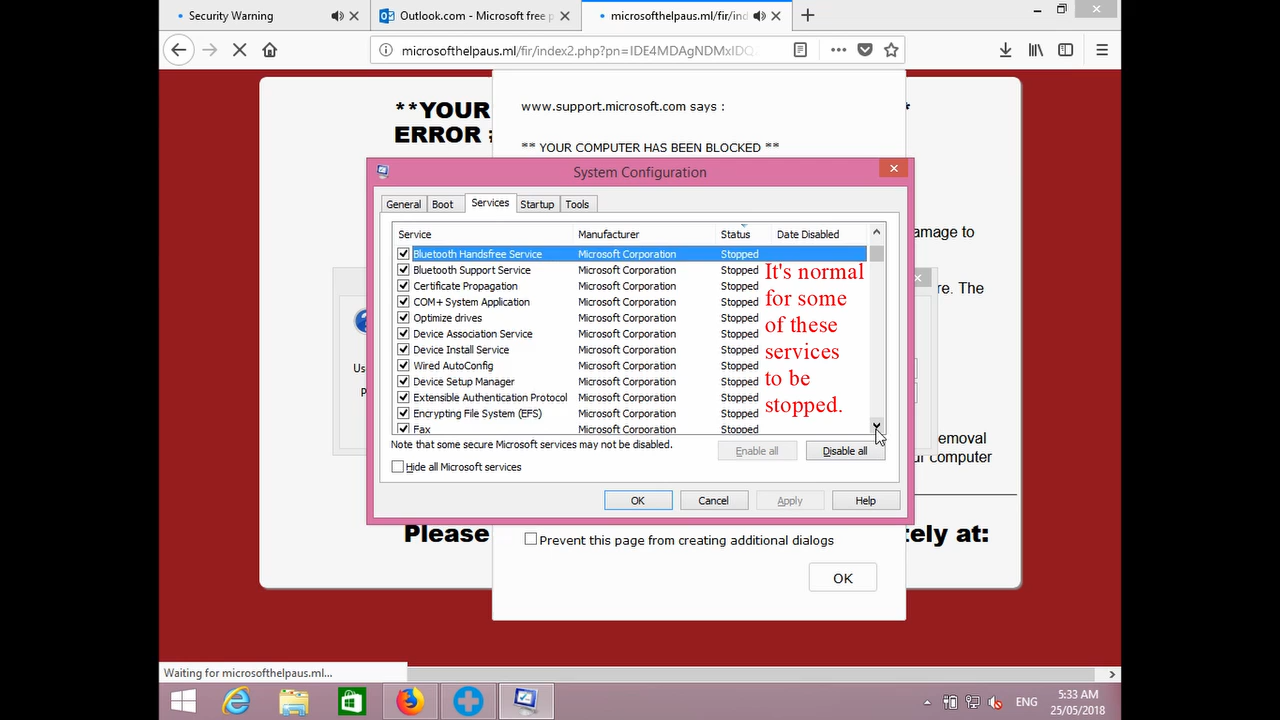 Security Warning
Outlook.com - Microsoft free p
microsofthelpaus.ml/fir/ind
microsofthelpaus.ml/fir/index2.php?pn=IDE4MDAgNDMxIDQ
**YOUR
*
ERROR #
www.support.microsoft.com says :
** YOUR COMPUTER HAS BEEN BLOCKED **
System Configuration
General Boot Services Startup Tools
Service Manufacturer Status Date Disabled
Bluetooth Handsfree Service Microsoft Corporation Stopped
Bluetooth Support Service Microsoft Corporation Stopped
Certificate Propagation Microsoft Corporation Stopped
COM+ System Application Microsoft Corporation Stopped
Optimize drives Microsoft Corporation Stopped
Device Association Service Microsoft Corporation Stopped
Device Install Service Microsoft Corporation Stopped
Wired AutoConfig Microsoft Corporation Stopped
Device Setup Manager Microsoft Corporation Stopped
Extensible Authentication Protocol Microsoft Corporation Stopped
Encrypting File System (EFS) Microsoft Corporation Stopped
Fax Microsoft Corporation Stopped
It's normal
for some
of these
services
to be
stopped.
Note that some secure Microsoft services may not be disabled.
Enable all Disable all
Hide all Microsoft services
OK Cancel Apply Help
amage to
re. The
Us
P
emoval
ur computer
Please
ely at:
Prevent this page from creating additional dialogs
OK
Waiting for microsofthelpaus.ml...
ENG
5:33 AM
25/05/2018